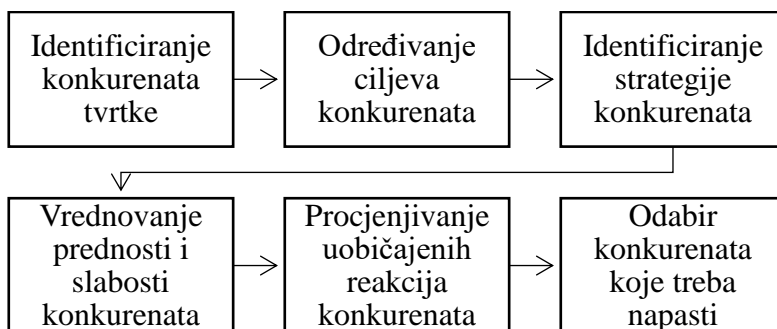 Identificiranje
konkurenata
tvrtke
Određivanje
ciljeva
konkurenata
Identificiranje
strategije
konkurenata
Vrednovanje
prednosti i
slabosti
konkurenata
Procjenjivanje
uobičajenih
reakcija
konkurenata
Odabir
konkurenata
koje treba
napasti